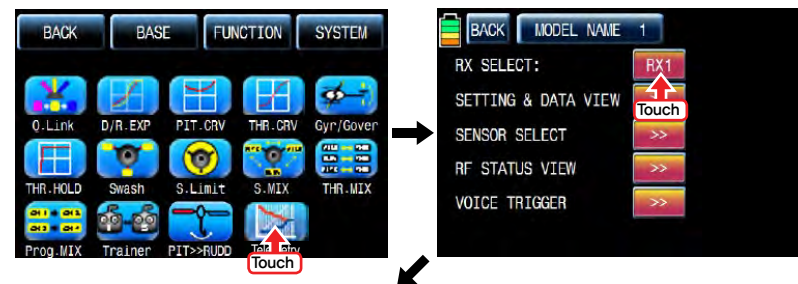 BACK BASE FUNCTION SYSTEM
Q.Link D/R.EXP PIT.CRV THR.CRV Gyr/Gover
THR.HOLD Swash S.Limit S.MIX THR.MIX
Prog.MIX Trainer PIT>>RUDD Telemetry
Touch
BACK MODEL NAME 1
RX SELECT: RX1
Touch
SETTING & DATA VIEW
SENSOR SELECT >>
RF STATUS VIEW >>
VOICE TRIGGER >>